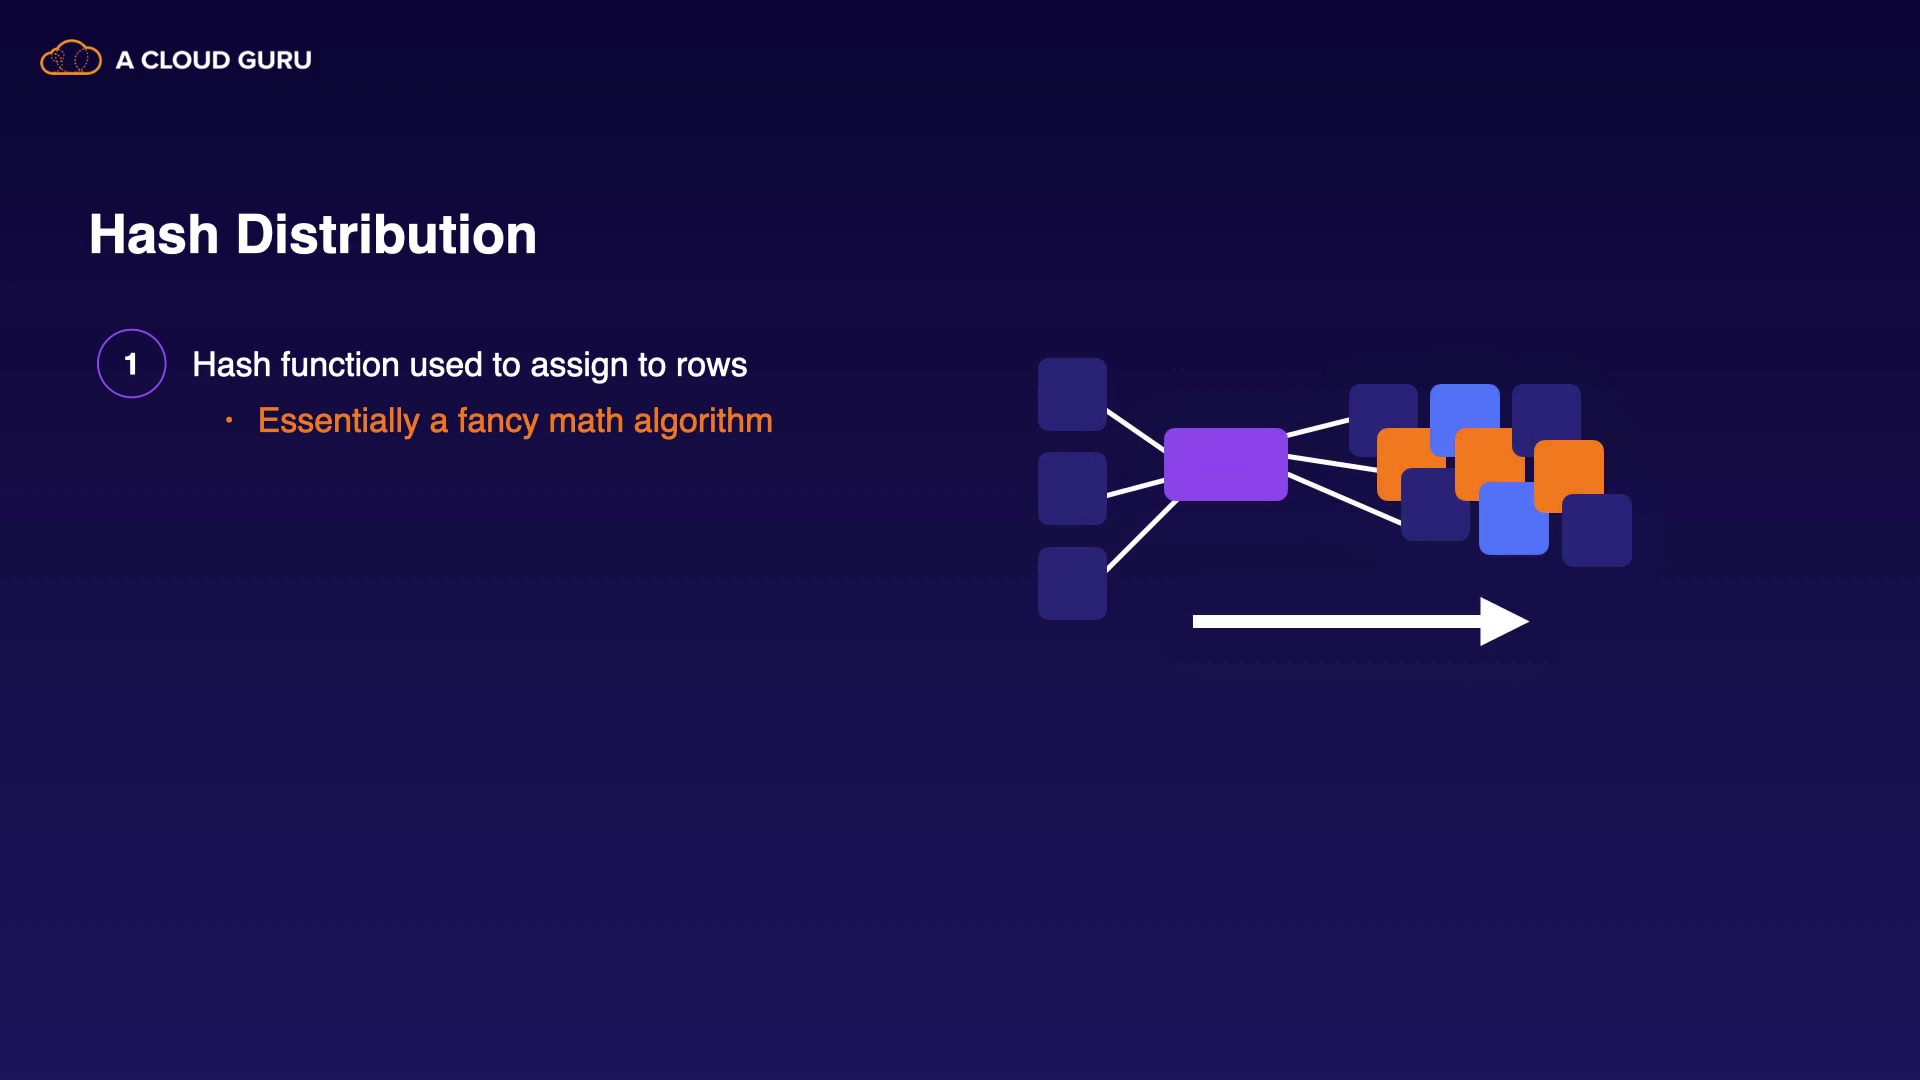 A CLOUD GURU
Hash Distribution
1 Hash function used to assign to rows
• Essentially a fancy math algorithm